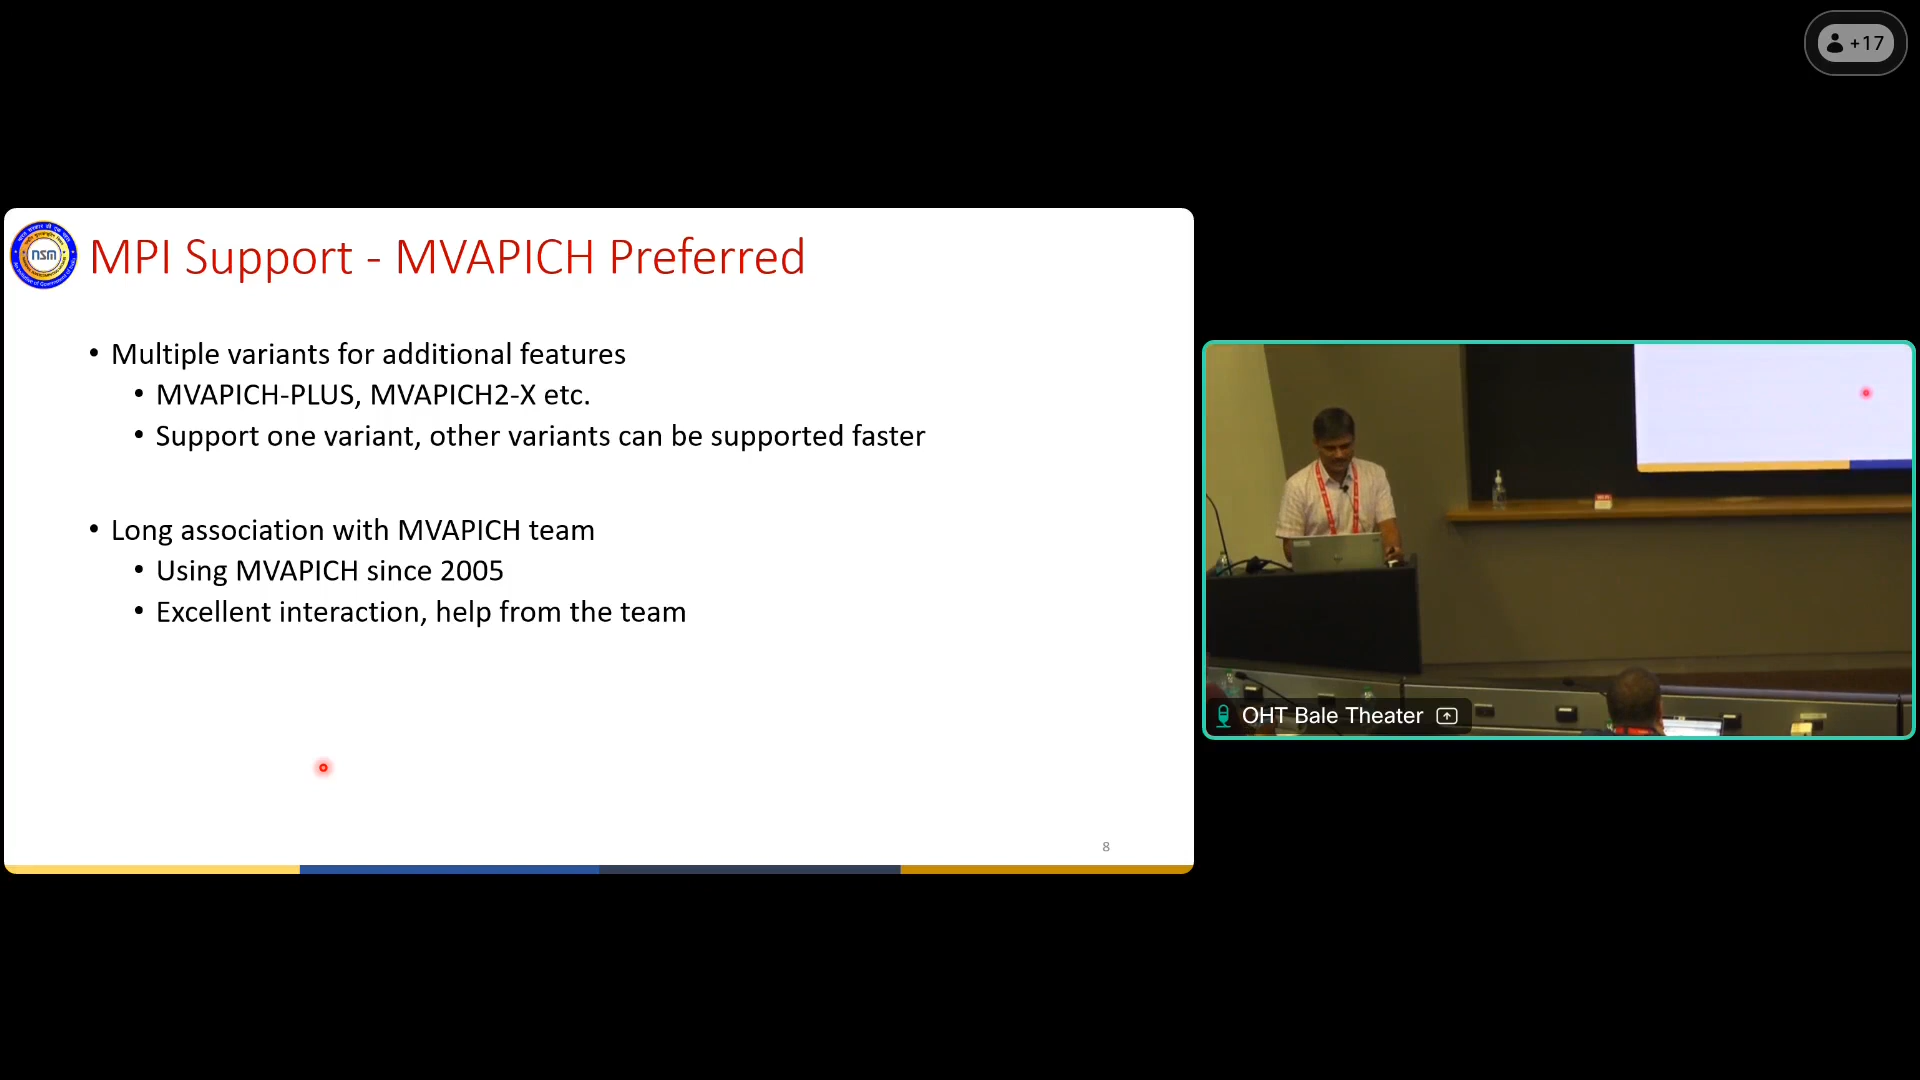 +17
nsm
MPI Support - MVAPICH Preferred
• Multiple variants for additional features
• MVAPICH-PLUS, MVAPICH2-X etc.
• Support one variant, other variants can be supported faster
• Long association with MVAPICH team
• Using MVAPICH since 2005
• Excellent interaction, help from the team
8
OHT Bale Theater